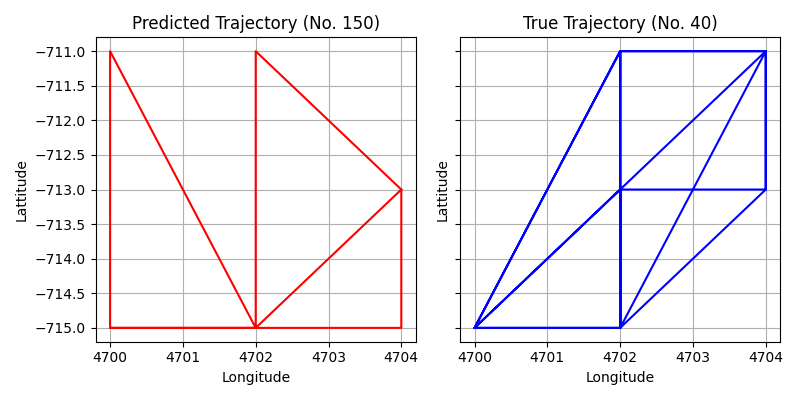 Predicted Trajectory (No. 150)
True Trajectory (No. 40)
−711.0
−711.5
−712.0
−712.5
−713.0
−713.5
−714.0
−714.5
−715.0
Lattitude
Lattitude
4700 4701 4702 4703 4704
4700 4701 4702 4703 4704
Longitude
Longitude